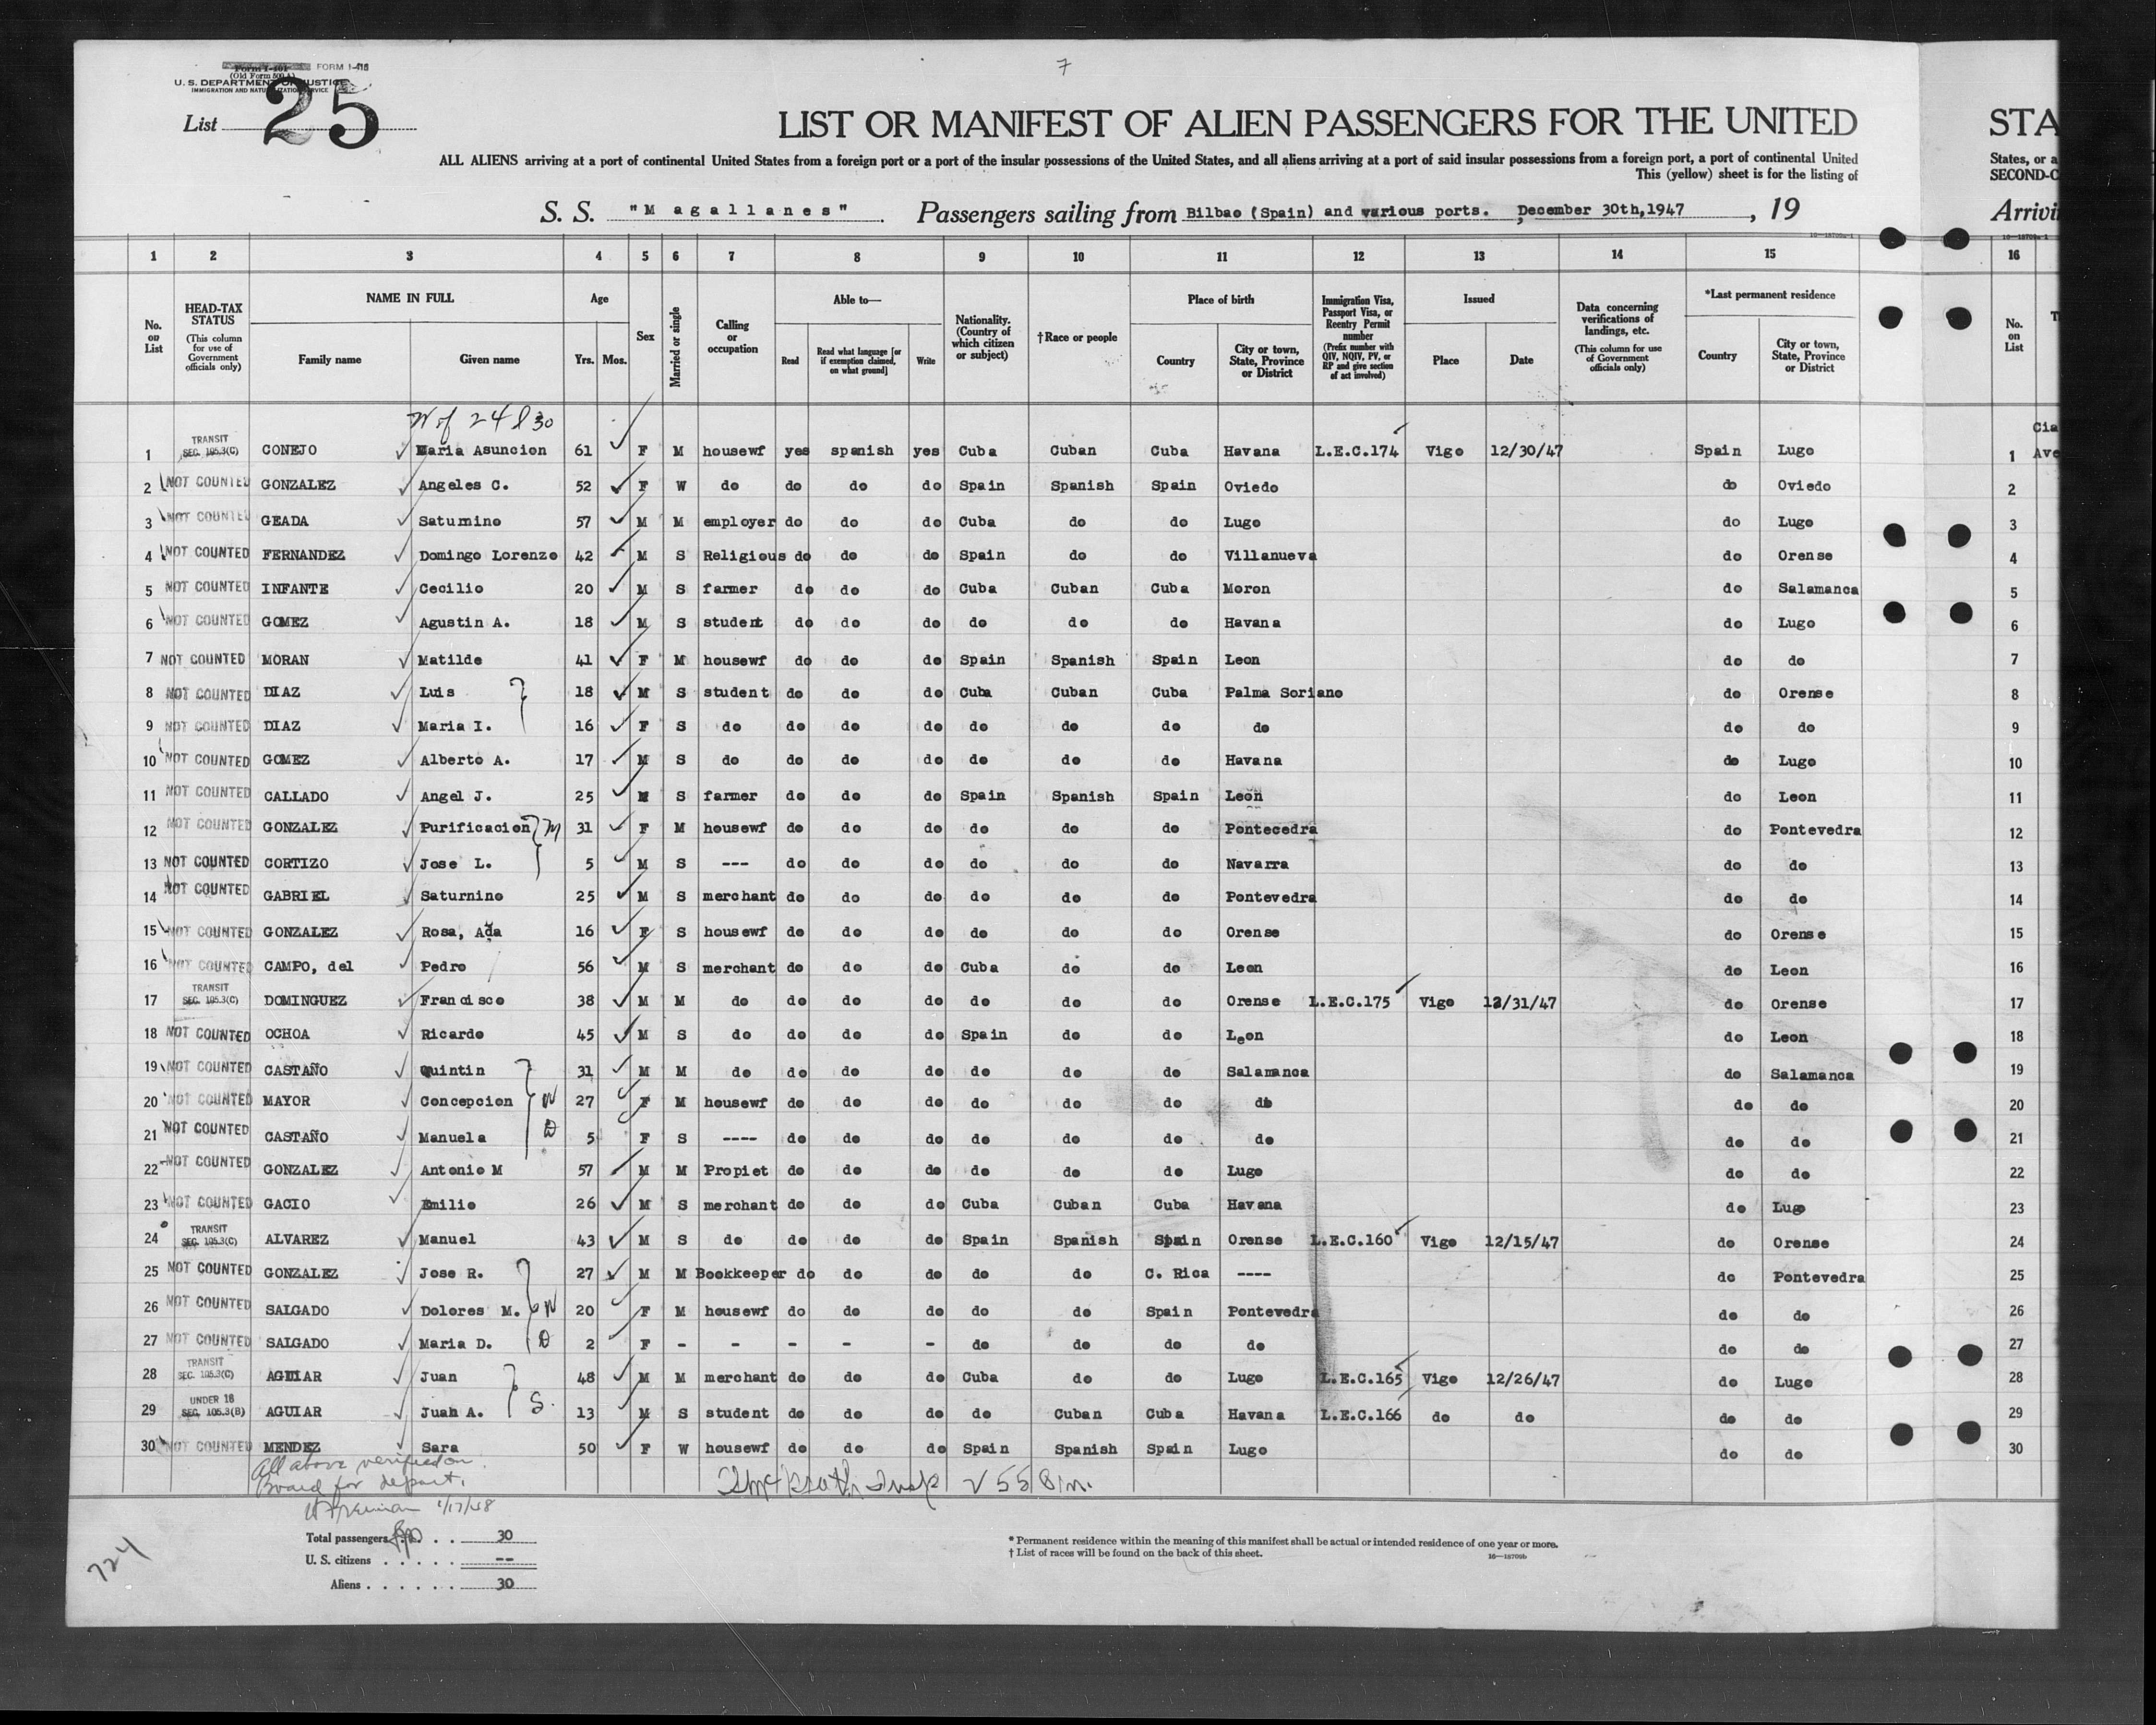 7
Form I-401 FORM I-416
(Old Form 500 A)
U. S. DEPARTMENT OF JUSTICE
IMMIGRATION AND NATURALIZATION SERVICE
List 25
LIST OR MANIFEST OF ALIEN PASSENGERS FOR THE UNITED STA
ALL ALIENS arriving at a port of continental United States from a foreign port or a port of the insular possessions of the United States, and all aliens arriving at a port of said insular possessions from a foreign port, a port of continental United States, or a
This (yellow) sheet is for the listing of SECOND-C
S. S. "Magallanes" Passengers sailing from Bilbao (Spain) and various ports. December 30th,1947, 19 Arrivi
1 2 3 4 5 6 7 8 9 10 11 12 13 14 15 16
No. on List
HEAD-TAX STATUS (This column for use of Government officials only)
NAME IN FULL Family name Given name
Age Yrs. Mos.
Sex
Married or single
Calling or occupation
Able to— Read Read what language [or if exemption claimed, on what ground] Write
Nationality. (Country of which citizen or subject)
†Race or people
Place of birth Country City or town, State, Province or District
Immigration Visa, Passport Visa, or Reentry Permit number (Prefix number with QIV, NQIV, PV, or RP and give section of act involved)
Issued Place Date
Data concerning verifications of landings, etc. (This column for use of Government officials only)
*Last permanent residence Country City or town, State, Province or District
No. on List
W of 24 & 30
1 TRANSIT SEC. 105.3(C) CONEJO Maria Asuncion 61 F M housewf yes spanish yes Cuba Cuban Cuba Havana L.E.C.174 Vigo 12/30/47 Spain Lugo 1
2 NOT COUNTED GONZALEZ Angeles C. 52 F W do do do do Spain Spanish Spain Oviedo do Oviedo 2
3 NOT COUNTED GEADA Saturnino 57 M M employer do do do Cuba do do Lugo do Lugo 3
4 NOT COUNTED FERNANDEZ Domingo Lorenzo 42 M S Religious do do do Spain do do Villanueva do Orense 4
5 NOT COUNTED INFANTE Cecilio 20 M S farmer do do do Cuba Cuban Cuba Moron do Salamanca 5
6 NOT COUNTED GOMEZ Agustin A. 18 M S student do do do do do do Havana do Lugo 6
7 NOT COUNTED MORAN Matilde 41 F M housewf do do do Spain Spanish Spain Leon do do 7
8 NOT COUNTED DIAZ Luis 18 M S student do do do Cuba Cuban Cuba Palma Soriano do Orense 8
9 NOT COUNTED DIAZ Maria I. 16 F S do do do do do do do do do do 9
10 NOT COUNTED GOMEZ Alberto A. 17 M S do do do do do do do Havana do Lugo 10
11 NOT COUNTED CALLADO Angel J. 25 M S farmer do do do Spain Spanish Spain Leon do Leon 11
12 NOT COUNTED GONZALEZ Purificacion M 31 F M housewf do do do do do do Pontecedra do Pontevedra 12
13 NOT COUNTED CORTIZO Jose L. 5 M S --- do do do do do do Navarra do do 13
14 NOT COUNTED GABRIEL Saturnino 25 M S merchant do do do do do do Pontevedra do do 14
15 NOT COUNTED GONZALEZ Rosa, Ada 16 F S housewf do do do do do do Orense do Orense 15
16 NOT COUNTED CAMPO, del Pedro 56 M S merchant do do do Cuba do do Leon do Leon 16
17 TRANSIT SEC. 105.3(C) DOMINGUEZ Francisco 38 M M do do do do do do do Orense L.E.C.175 Vigo 12/31/47 do Orense 17
18 NOT COUNTED OCHOA Ricardo 45 M S do do do do Spain do do Leon do Leon 18
19 NOT COUNTED CASTAÑO Quintin 31 M M do do do do do do do Salamanca do Salamanca 19
20 NOT COUNTED MAYOR Concepcion W 27 F M housewf do do do do do do do do do 20
21 NOT COUNTED CASTAÑO Manuela D 5 F S ---- do do do do do do do do do 21
22 NOT COUNTED GONZALEZ Antonio M 57 M M Propiet do do do do do do Lugo do do 22
23 NOT COUNTED GACIO Emilio 26 M S merchant do do do Cuba Cuban Cuba Havana do Lugo 23
24 TRANSIT SEC. 105.3(C) ALVAREZ Manuel 43 M S do do do do Spain Spanish Spain Orense L.E.C.160 Vigo 12/15/47 do Orense 24
25 NOT COUNTED GONZALEZ Jose R. 27 M M Bookkeeper do do do do do C. Rica ---- do Pontevedra 25
26 NOT COUNTED SALGADO Dolores M. W 20 F M housewf do do do do do Spain Pontevedra do do 26
27 NOT COUNTED SALGADO Maria D. D 2 F - - - - - do do do do do do 27
28 TRANSIT SEC. 105.3(C) AGUIAR Juan 48 M M merchant do do do Cuba do do Lugo L.E.C.165 Vigo 12/26/47 do Lugo 28
29 UNDER 16 SEC. 105.3(B) AGUIAR Juan A. S. 13 M S student do do do do Cuban Cuba Havana L.E.C.166 do do do do 29
30 NOT COUNTED MENDEZ Sara 50 F W housewf do do do Spain Spanish Spain Lugo do do 30
Cia
Ave
All above verified on
Board for depart.
1/17/48
Total passengers 30
U. S. citizens --
Aliens 30
724
* Permanent residence within the meaning of this manifest shall be actual or intended residence of one year or more.
† List of races will be found on the back of this sheet.
16—18709b